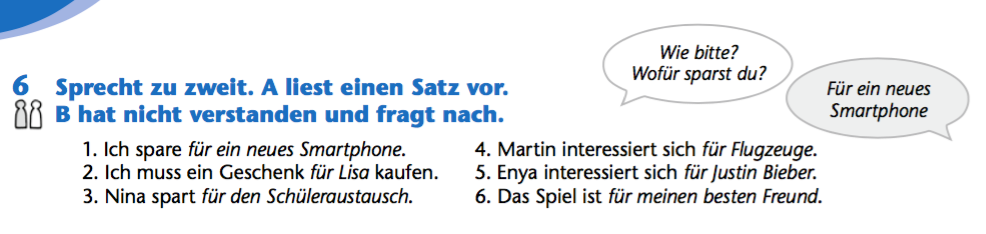 6 Sprecht zu zweit. A liest einen Satz vor.
B hat nicht verstanden und fragt nach.
Wie bitte?
Wofür sparst du?
Für ein neues
Smartphone
1. Ich spare für ein neues Smartphone.
2. Ich muss ein Geschenk für Lisa kaufen.
3. Nina spart für den Schüleraustausch.
4. Martin interessiert sich für Flugzeuge.
5. Enya interessiert sich für Justin Bieber.
6. Das Spiel ist für meinen besten Freund.